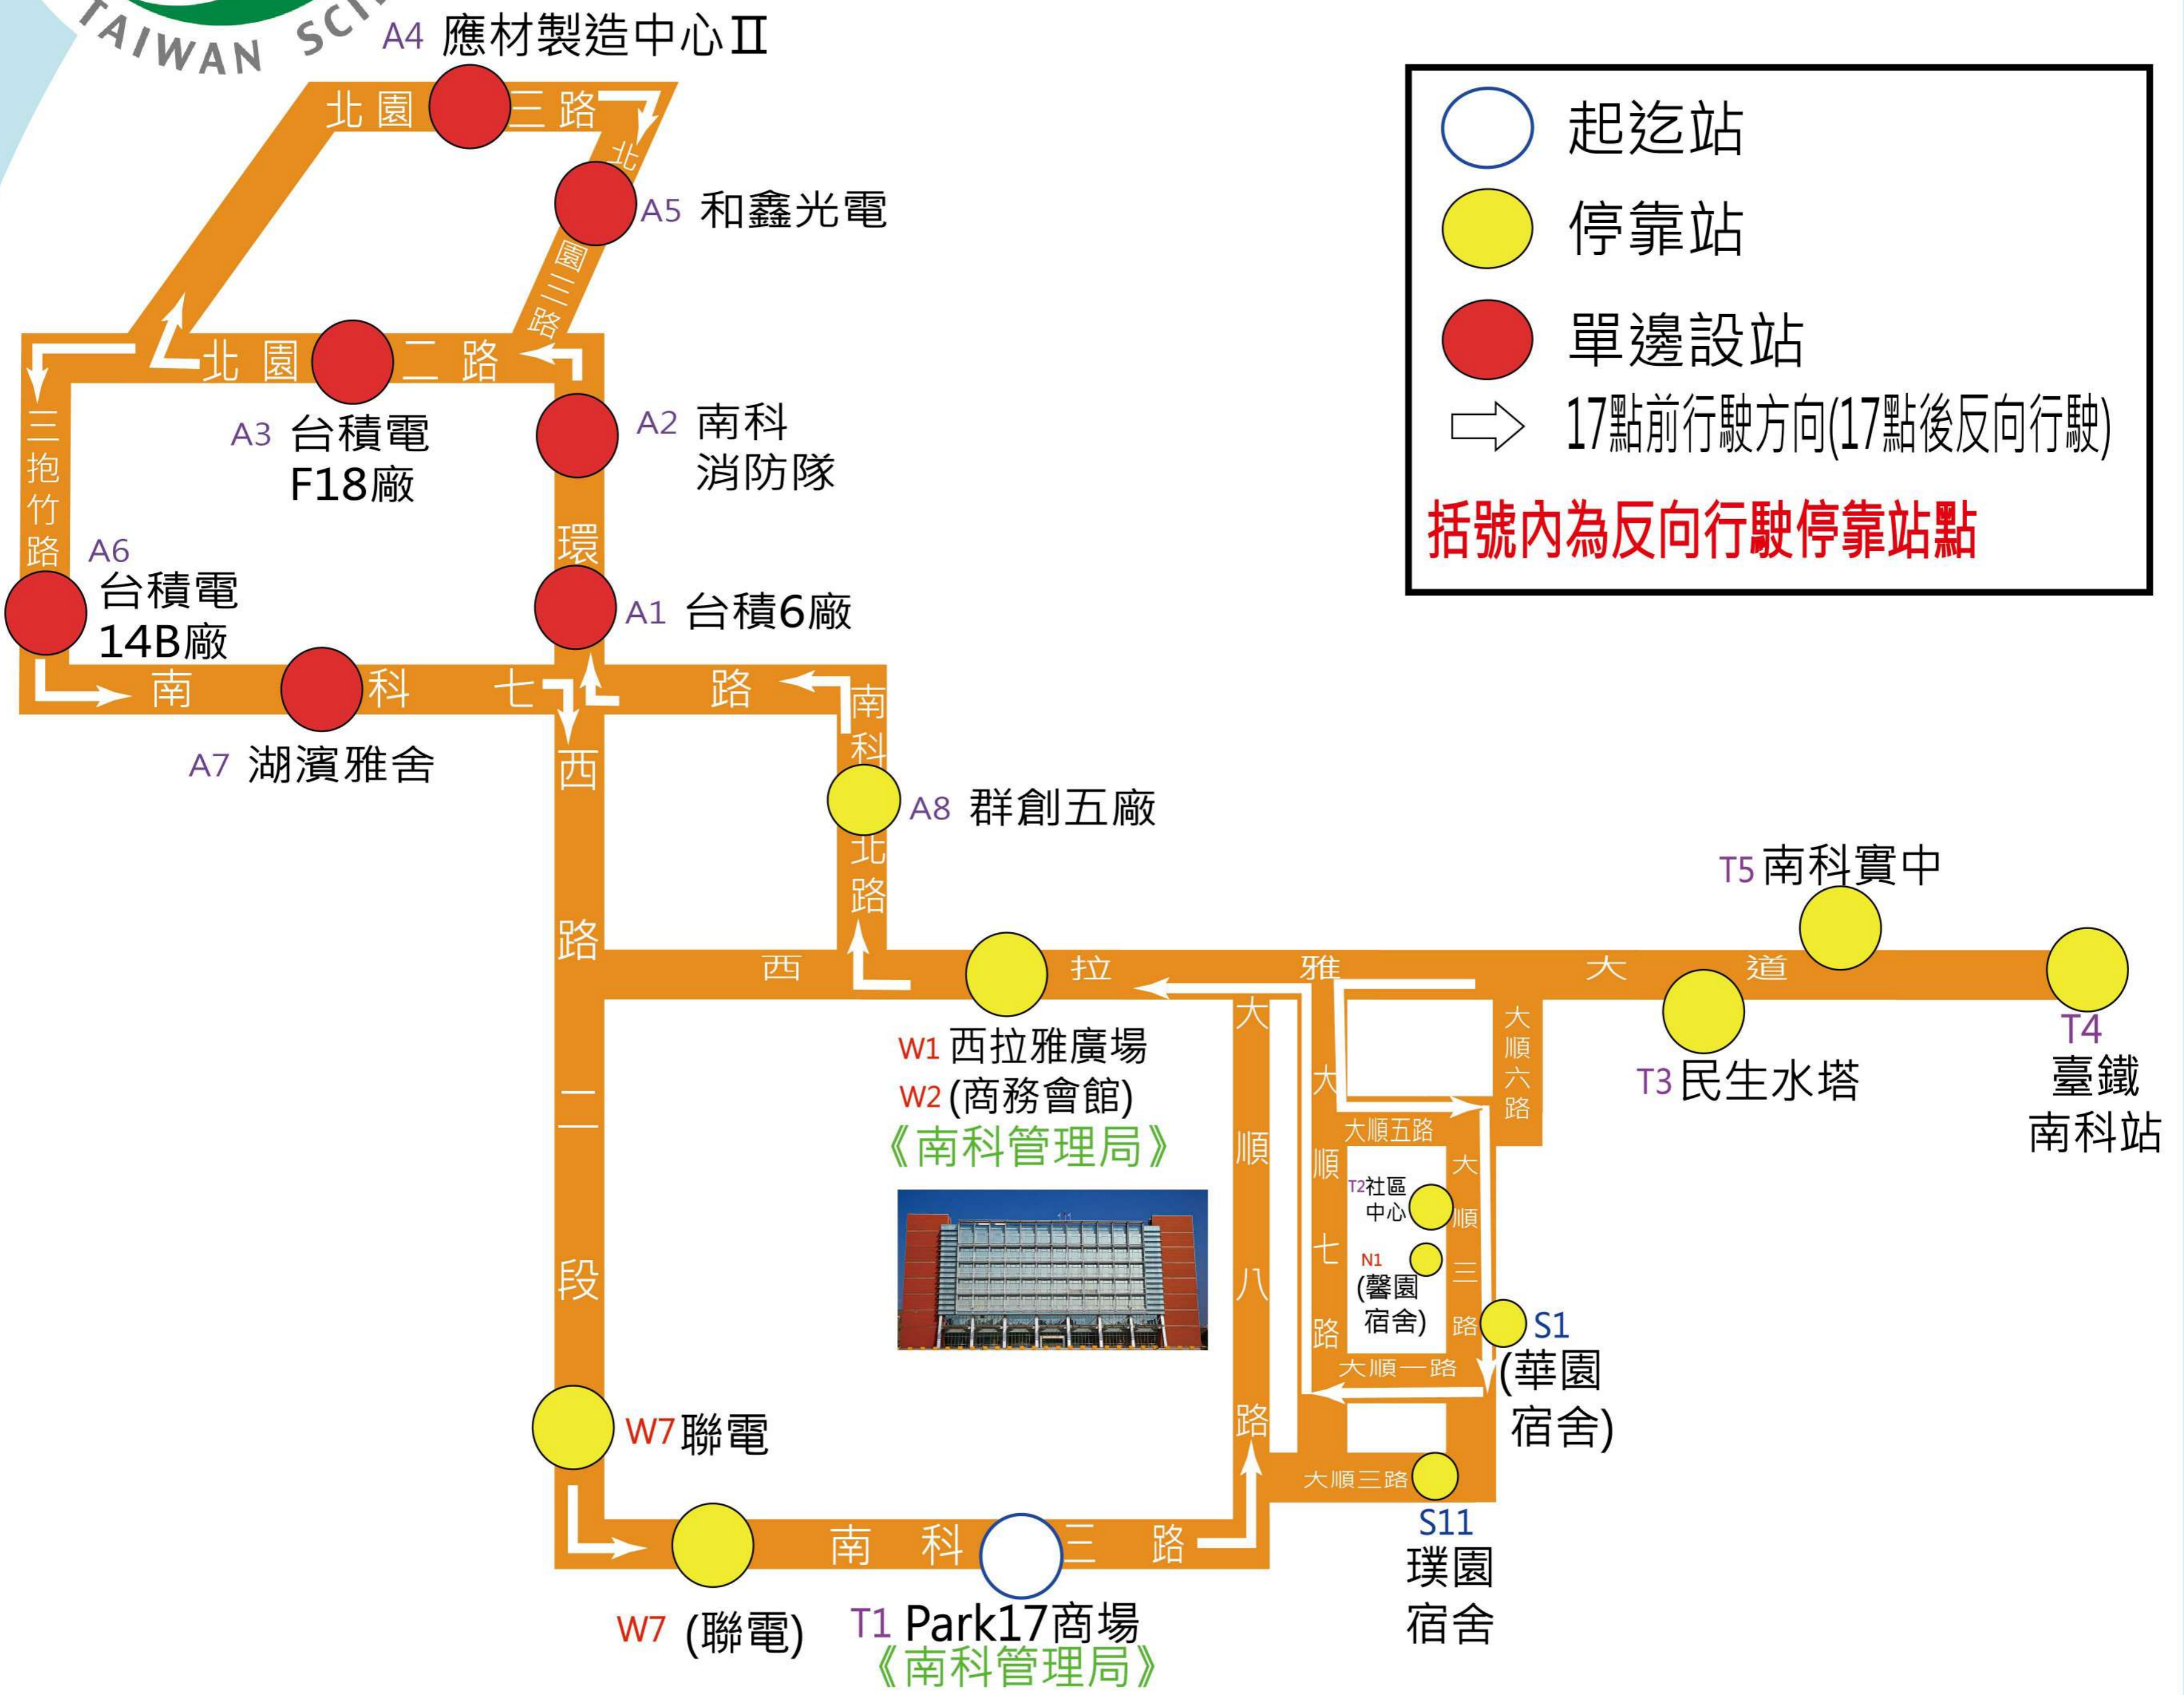 TAIWAN SCI
A4 應材製造中心Ⅱ
北園三路
北園三路
A5 和鑫光電
起迄站
停靠站
單邊設站
17點前行駛方向(17點後反向行駛)
括號內為反向行駛停靠站點
北園二路
A3 台積電
F18廠
A2 南科
消防隊
三抱竹路
A6
台積電
14B廠
A1 台積6廠
環西路二段
南科七路
A7 湖濱雅舍
南科北路
A8 群創五廠
西拉雅大道
T5 南科實中
T4
臺鐵
南科站
T3 民生水塔
W1 西拉雅廣場
W2 (商務會館)
《南科管理局》
大順八路
大順七路
大順六路
大順五路
大順三路
T2 社區
中心
N1
(馨園
宿舍)
大順一路
S1
(華園
宿舍)
大順三路
S11
璞園
宿舍
W7 聯電
南科三路
W7 (聯電)
T1 Park17商場
《南科管理局》